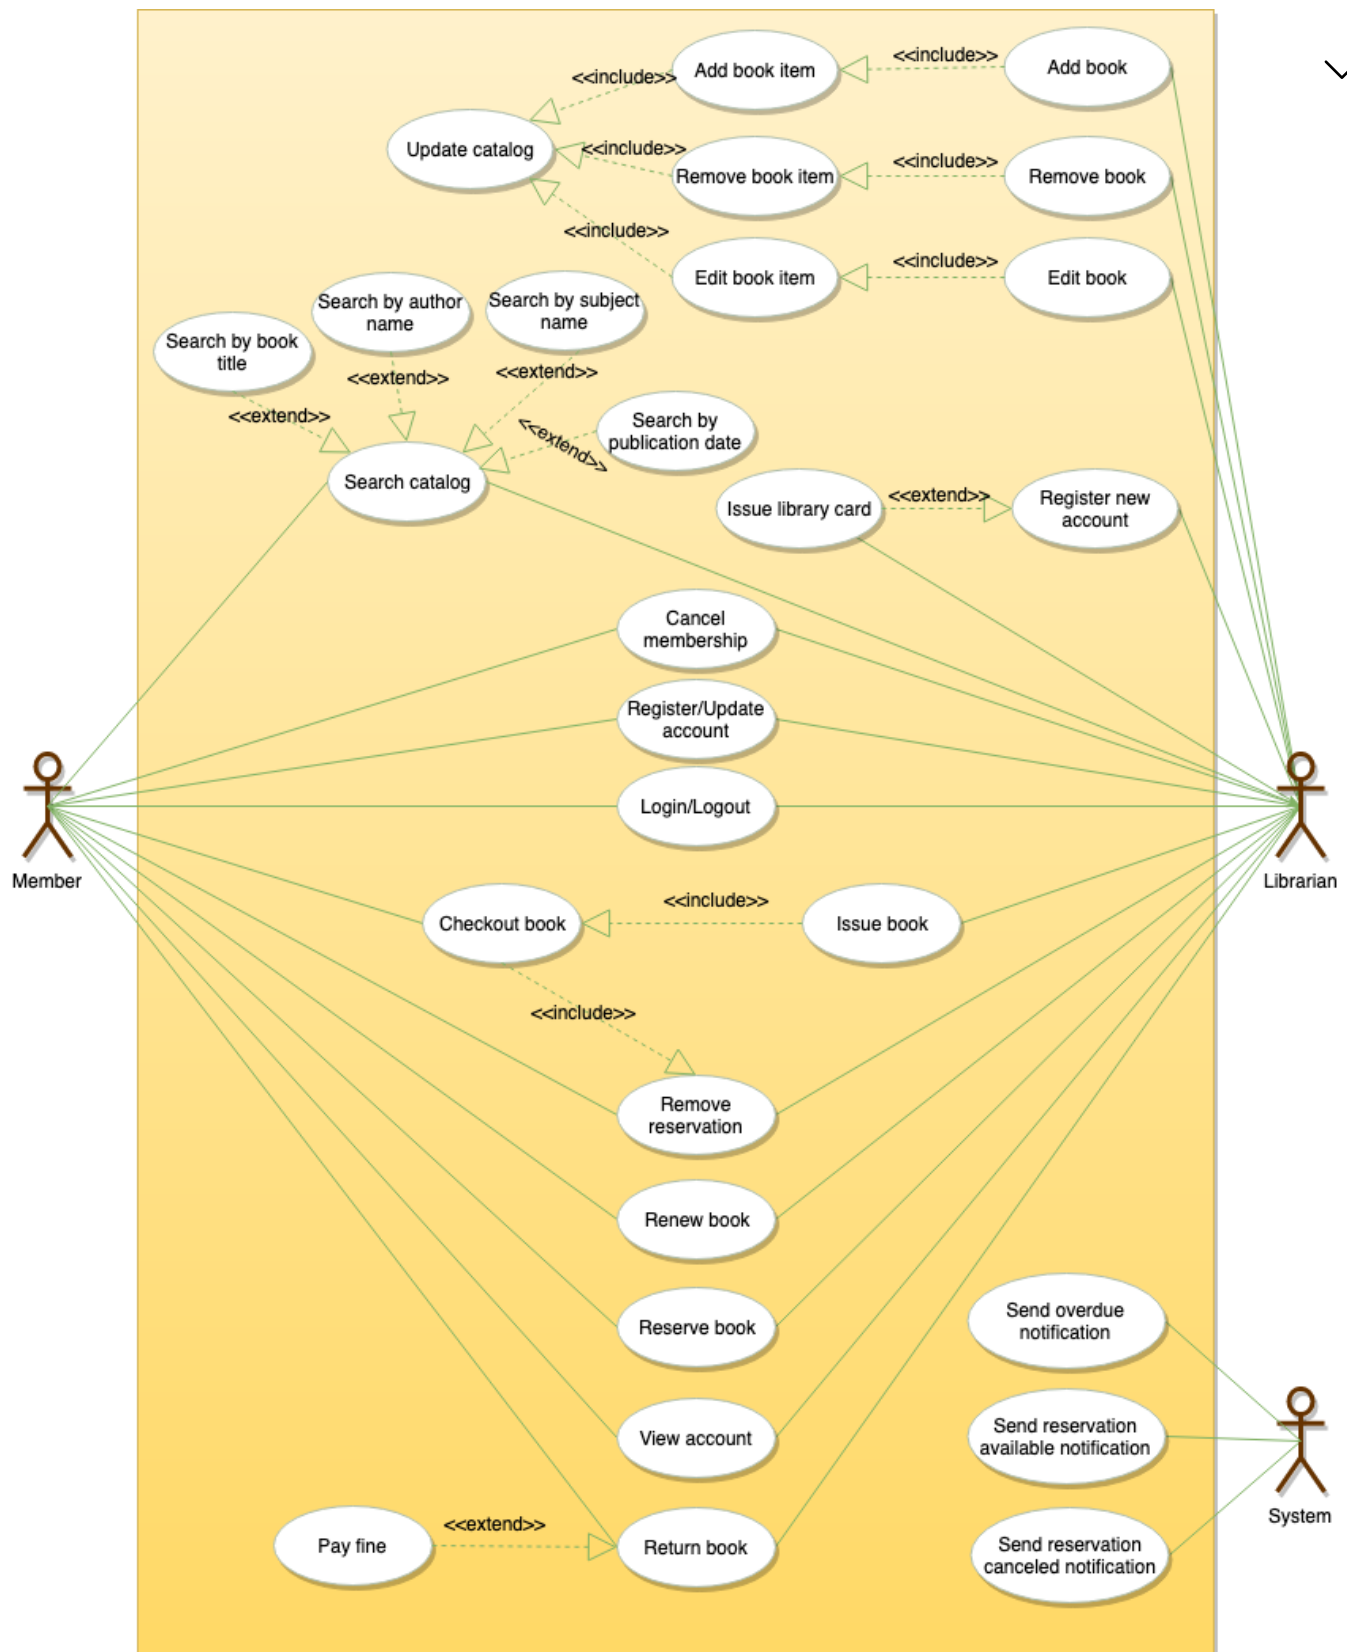 <<include>>
Add book item
<<include>>
Add book
Update catalog
<<include>>
Remove book item
<<include>>
Remove book
<<include>>
Edit book item
<<include>>
Edit book
Search by book
title
Search by author
name
Search by subject
name
<<extend>>
<<extend>>
<<extend>>
<<extend>>
Search by
publication date
Search catalog
Issue library card
<<extend>>
Register new
account
Cancel
membership
Register/Update
account
Login/Logout
Member
Librarian
Checkout book
<<include>>
Issue book
<<include>>
Remove
reservation
Renew book
Reserve book
Send overdue
notification
View account
Send reservation
available notification
System
Pay fine
<<extend>>
Return book
Send reservation
canceled notification